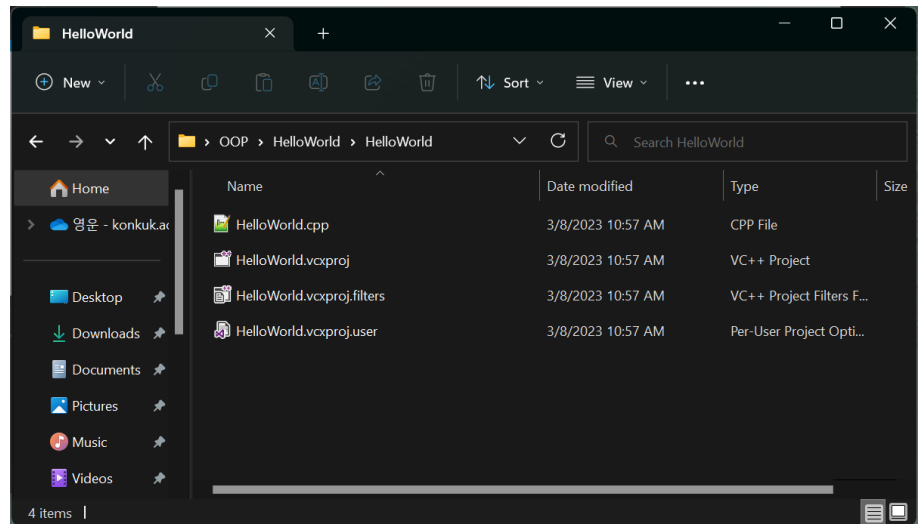 HelloWorld
New Sort View
OOP > HelloWorld > HelloWorld Search HelloWorld
Home Name Date modified Type Size
영운 - konkuk.ac HelloWorld.cpp 3/8/2023 10:57 AM CPP File
HelloWorld.vcxproj 3/8/2023 10:57 AM VC++ Project
Desktop HelloWorld.vcxproj.filters 3/8/2023 10:57 AM VC++ Project Filters F...
Downloads HelloWorld.vcxproj.user 3/8/2023 10:57 AM Per-User Project Opti...
Documents
Pictures
Music
Videos
4 items